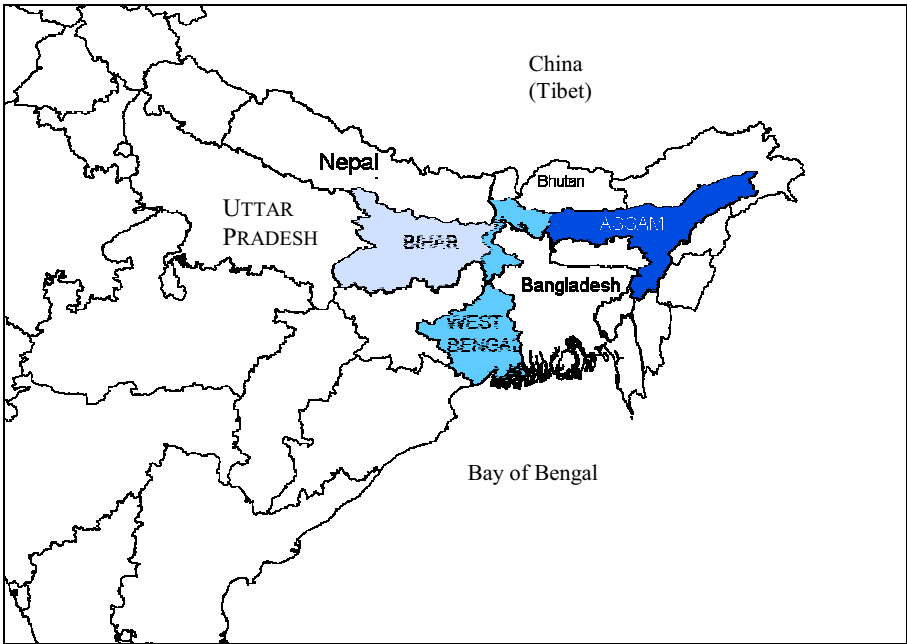 China
(Tibet)
Nepal
Bhutan
UTTAR
PRADESH
ASSAM
BIHAR
Bangladesh
WEST
BENGAL
Bay of Bengal